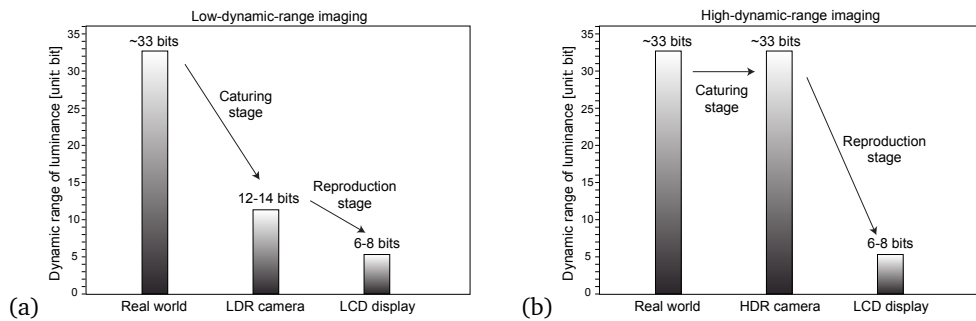 Low-dynamic-range imaging
Dynamic range of luminance [unit: bit]
35
30
25
20
15
10
5
0
~33 bits
Caturing
stage
12-14 bits
Reproduction
stage
6-8 bits
Real world
LDR camera
LCD display
(a)
High-dynamic-range imaging
Dynamic range of luminance [unit: bit]
35
30
25
20
15
10
5
0
~33 bits
~33 bits
Caturing
stage
Reproduction
stage
6-8 bits
Real world
HDR camera
LCD display
(b)